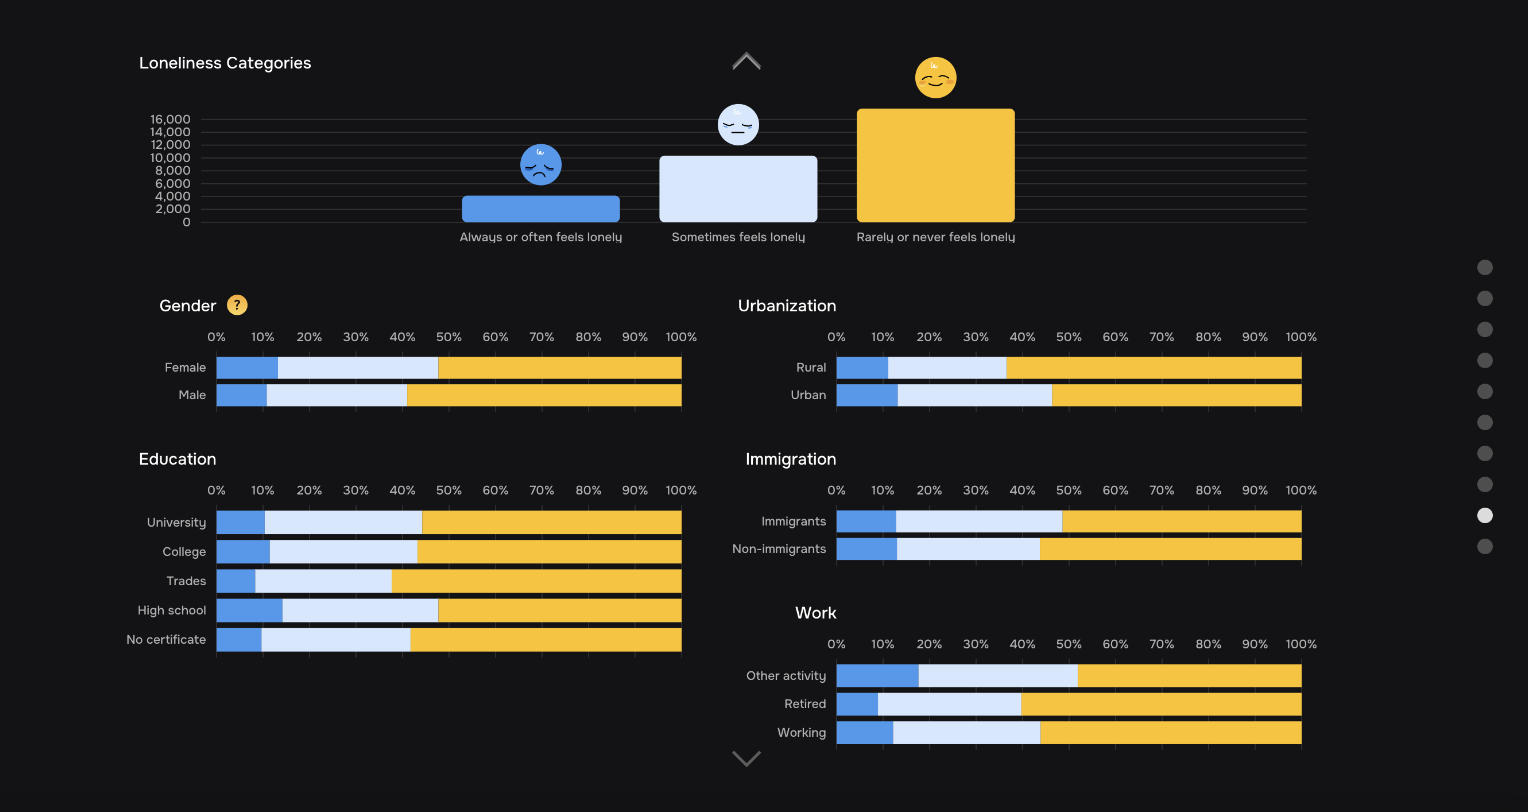 Loneliness Categories
16,000
14,000
12,000
10,000
8,000
6,000
4,000
2,000
0
Always or often feels lonely
Sometimes feels lonely
Rarely or never feels lonely
Gender ?
0% 10% 20% 30% 40% 50% 60% 70% 80% 90% 100%
Female
Male
Urbanization
0% 10% 20% 30% 40% 50% 60% 70% 80% 90% 100%
Rural
Urban
Education
0% 10% 20% 30% 40% 50% 60% 70% 80% 90% 100%
University
College
Trades
High school
No certificate
Immigration
0% 10% 20% 30% 40% 50% 60% 70% 80% 90% 100%
Immigrants
Non-immigrants
Work
0% 10% 20% 30% 40% 50% 60% 70% 80% 90% 100%
Other activity
Retired
Working